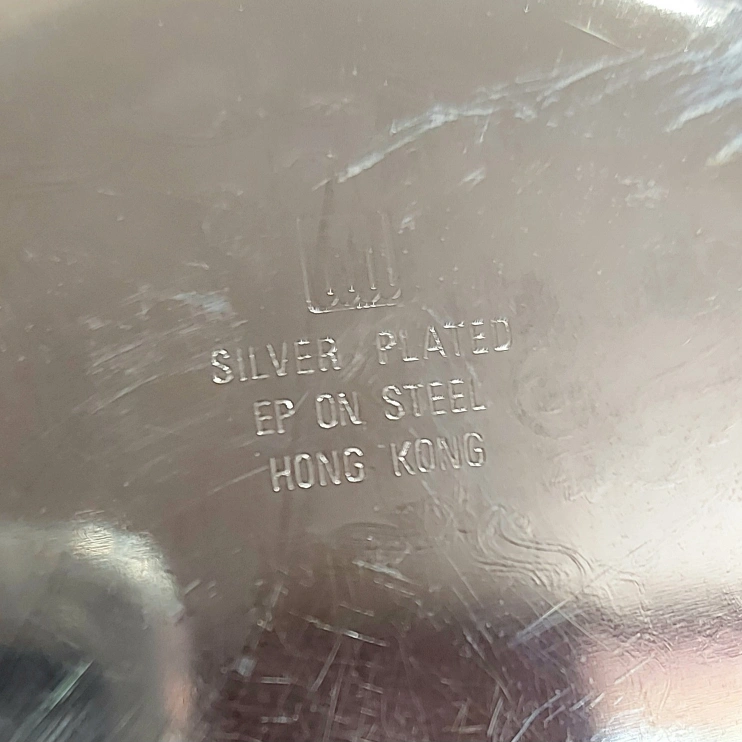 SILVER PLATED
EP ON STEEL
HONG KONG